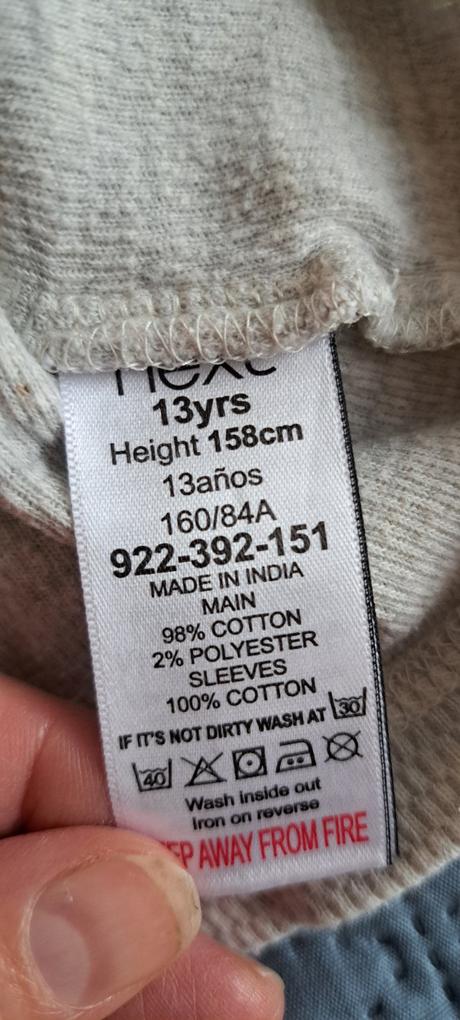 next
13yrs
Height 158cm
13años
160/84A
922-392-151
MADE IN INDIA
MAIN
98% COTTON
2% POLYESTER
SLEEVES
100% COTTON
IF IT'S NOT DIRTY WASH AT 30
40
Wash inside out
Iron on reverse
AWAY FROM FIRE